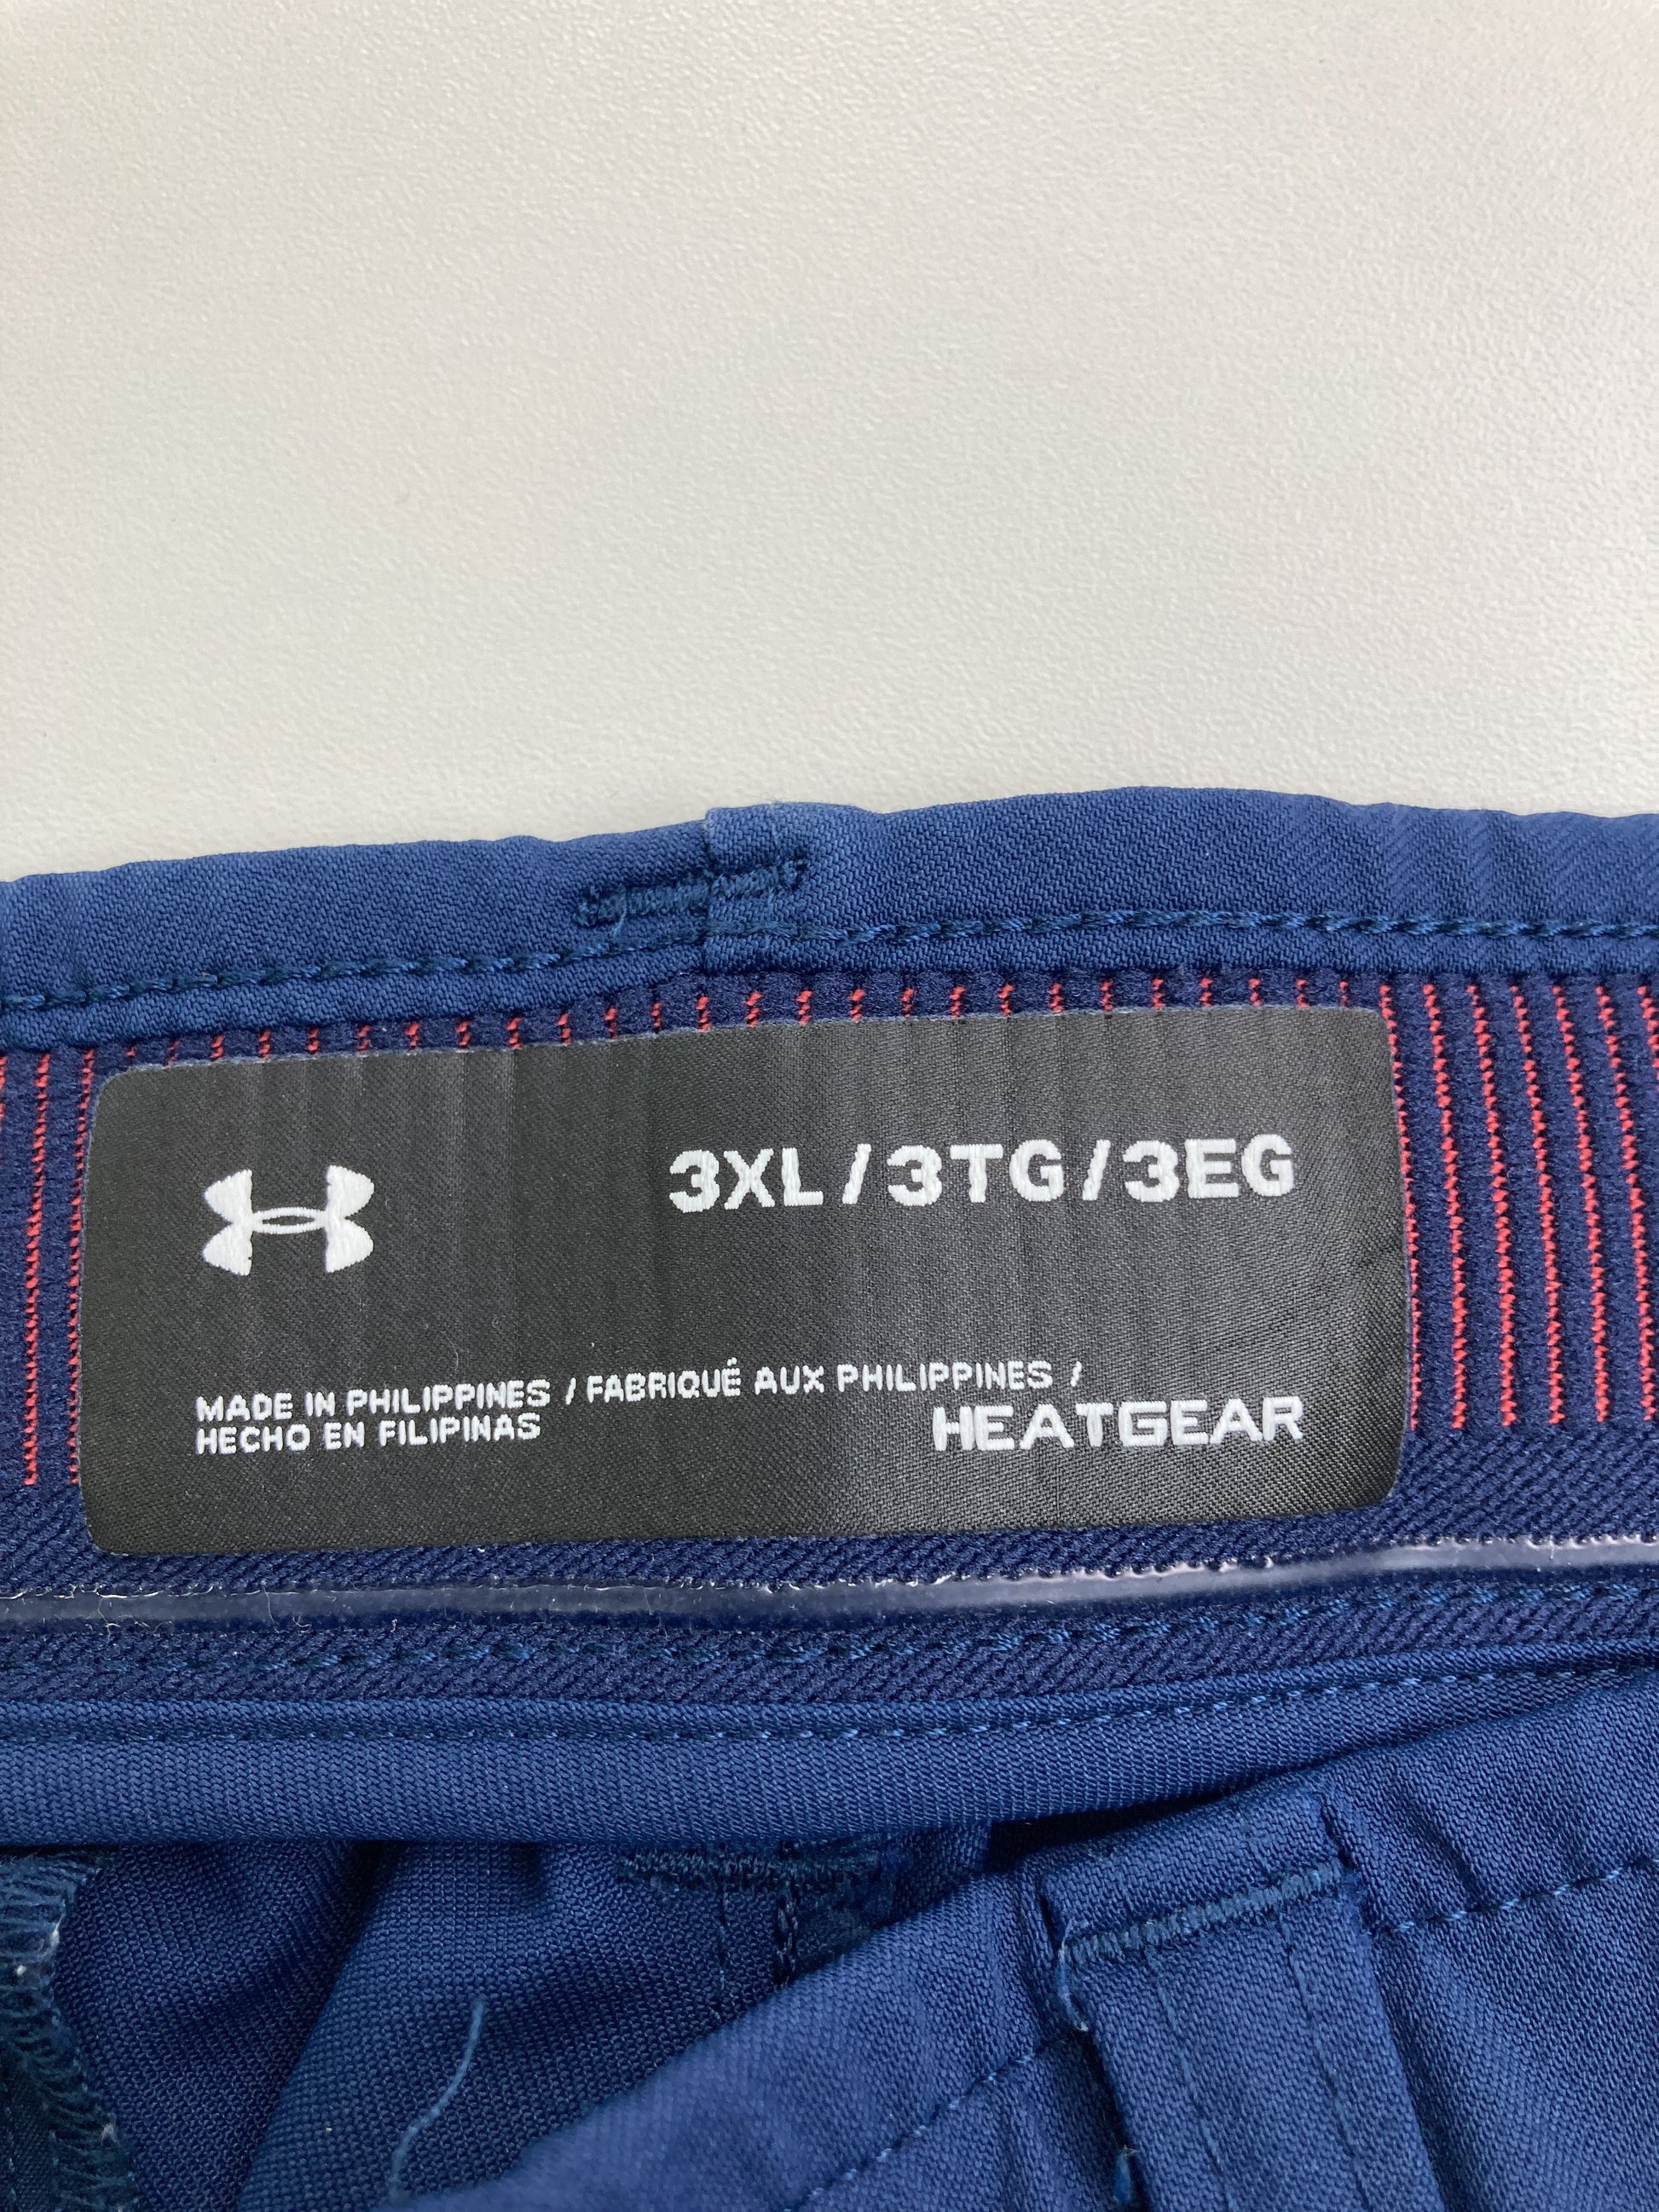 3XL / 3TG / 3EG
MADE IN PHILIPPINES / FABRIQUÉ AUX PHILIPPINES /
HECHO EN FILIPINAS
HEATGEAR